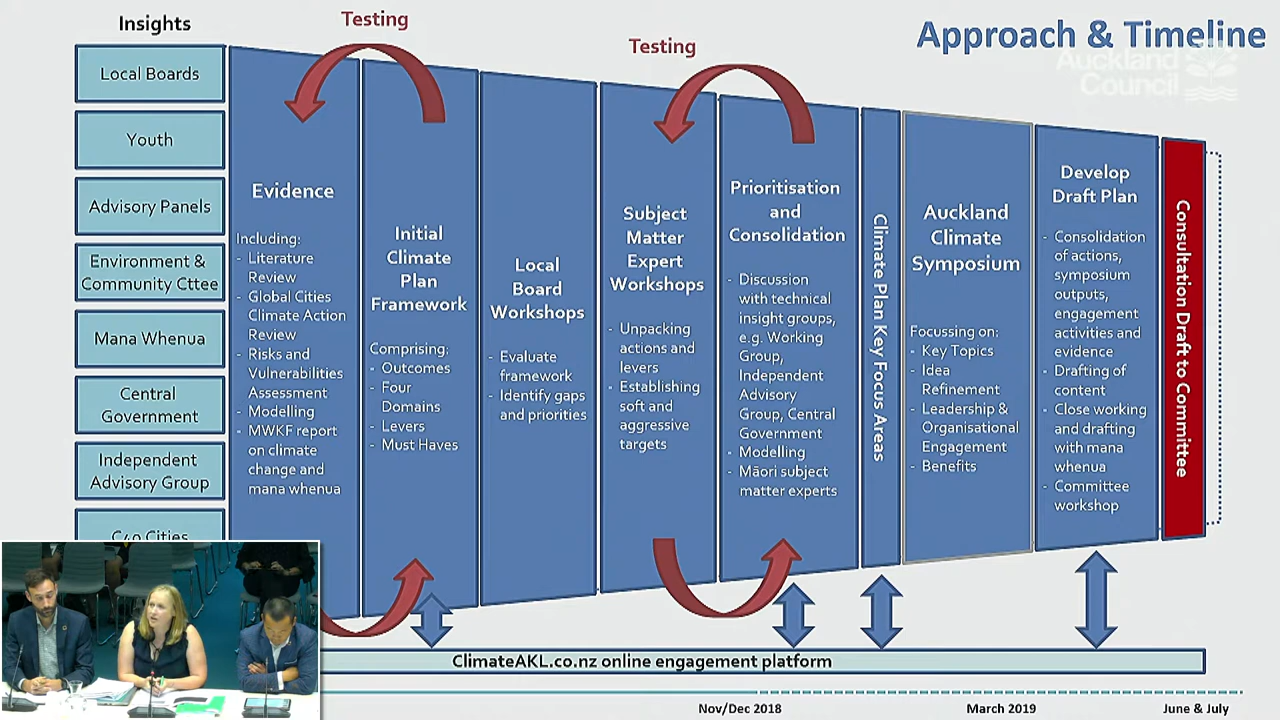 Approach & Timeline
Auckland
Council
Insights
Testing
Testing
Local Boards
Youth
Advisory Panels
Environment &
Community Cttee
Mana Whenua
Central
Government
Independent
Advisory Group
C40 Cities
Evidence
Including:
- Literature
Review
- Global Cities
Climate Action
Review
- Risks and
Vulnerabilities
Assessment
- Modelling
- MWKF report
on climate
change and
mana whenua
Initial
Climate
Plan
Framework
Comprising:
- Outcomes
- Four
Domains
- Levers
- Must Haves
Local
Board
Workshops
- Evaluate
framework
- Identify gaps
and priorities
Subject
Matter
Expert
Workshops
- Unpacking
actions and
levers
- Establishing
soft and
aggressive
targets
Prioritisation
and
Consolidation
- Discussion
with technical
insight groups,
e.g. Working
Group,
Independent
Advisory
Group, Central
Government
- Modelling
- Māori subject
matter experts
Climate Plan Key Focus Areas
Auckland
Climate
Symposium
Focussing on:
- Key Topics
- Idea
Refinement
- Leadership &
Organisational
Engagement
- Benefits
Develop
Draft Plan
- Consolidation
of actions,
symposium
outputs,
engagement
activities and
evidence
- Drafting of
content
- Close working
and drafting
with mana
whenua
- Committee
workshop
Consultation Draft to Committee
ClimateAKL.co.nz online engagement platform
Nov/Dec 2018
March 2019
June & July